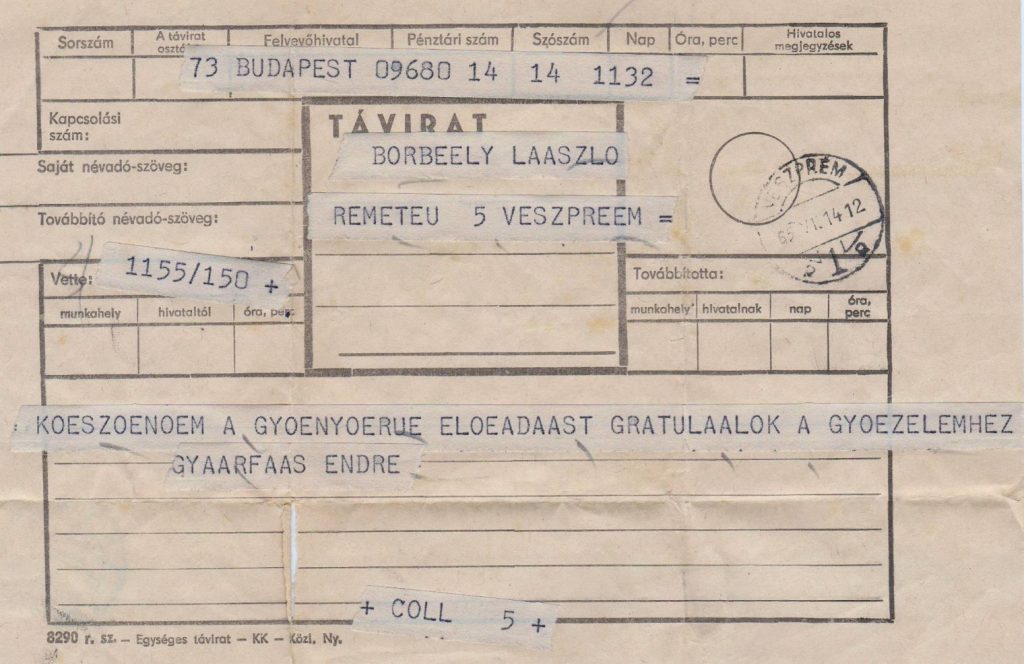 Sorszám
A távirat
Felvevőhivatal
Pénztári szám
Szószám
Nap
Óra, perc
Hivatalos
megjegyzések
73 BUDAPEST 09680 14 14 1132 =
Kapcsolási
szám:
TÁVIRAT
BORBEELY LAASZLO
Saját névadó-szöveg:
VESZPRÉM
Továbbító névadó-szöveg:
REMETEU 5 VESZPREEM =
14 12
Vette:
1155/150 +
Továbbította:
munkahely
hivataltól
óra, perc
munkahely
hivatalnak
nap
óra,
perc
KOESZOENOEM A GYOENYOERUE ELOEADAAST GRATULAALOK A GYOEZELEMHEZ
GYAARFAAS ENDRE
+ COLL 5 +
8290 r. sz. – Egységes távirat – KK – Közi, Ny.